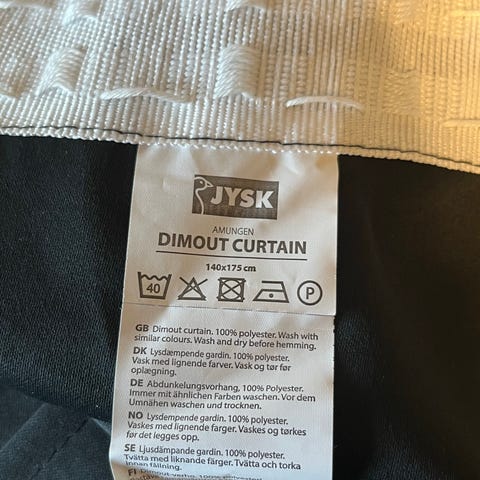 JYSK
AMUNGEN
DIMOUT CURTAIN
140x175 cm
40 P
GB Dimout curtain. 100% polyester. Wash with
similar colours. Wash and dry before hemming.
DK Lysdæmpende gardin. 100% polyester.
Vask med lignende farver. Vask og tør før
oplægning.
DE Abdunkelungsvorhang, 100% Polyester.
Immer mit ähnlichen Farben waschen. Vor dem
Umnähen waschen und trocknen.
NO Lysdempende gardin. 100% polyester.
Vaskes med lignende farger. Vaskes og tørkes
før det legges opp.
SE Ljusdämpande gardin. 100% polyester.
Tvätta med liknande färger. Tvätta och torka
innan fållning.
FI